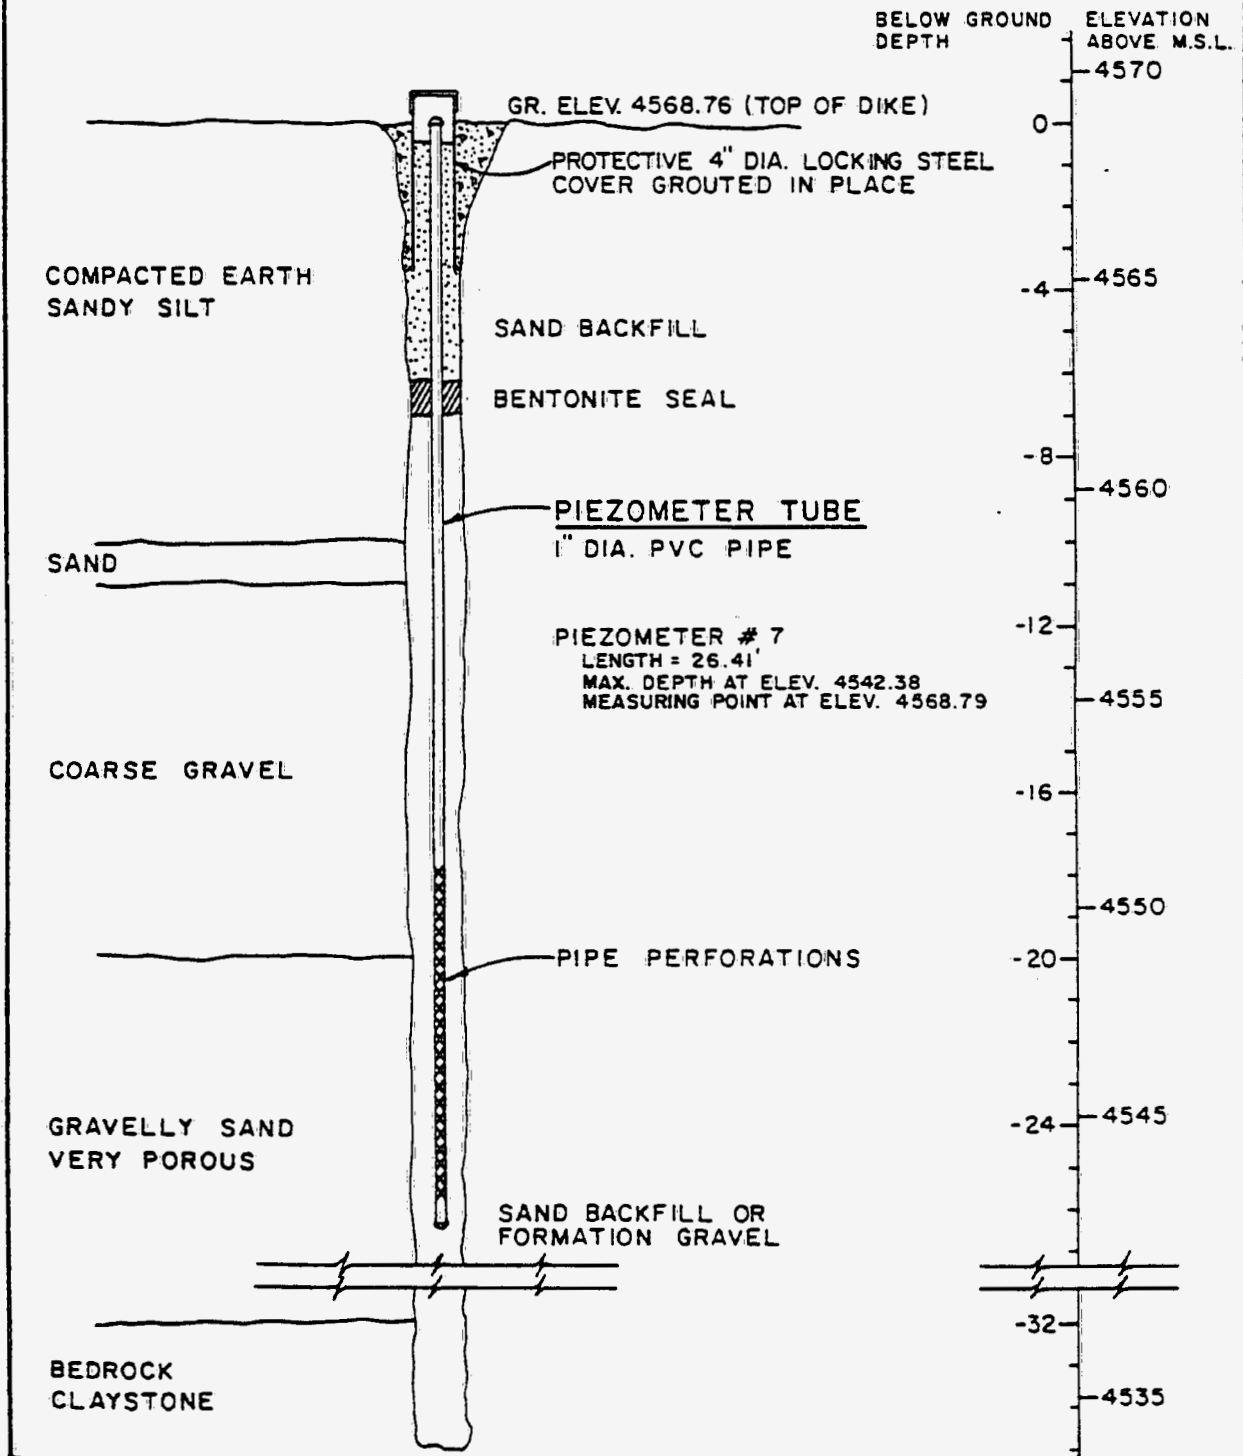 BELOW GROUND ELEVATION
DEPTH ABOVE M.S.L.
4570
GR. ELEV. 4568.76 (TOP OF DIKE)
0
PROTECTIVE 4" DIA. LOCKING STEEL
COVER GROUTED IN PLACE
COMPACTED EARTH
SANDY SILT
4565
-4
SAND BACKFILL
BENTONITE SEAL
-8
4560
PIEZOMETER TUBE
1" DIA. PVC PIPE
SAND
-12
PIEZOMETER # 7
LENGTH = 26.41'
MAX. DEPTH AT ELEV. 4542.38
MEASURING POINT AT ELEV. 4568.79
4555
COARSE GRAVEL
-16
4550
PIPE PERFORATIONS
-20
GRAVELLY SAND
VERY POROUS
-24
4545
SAND BACKFILL OR
FORMATION GRAVEL
-32
BEDROCK
CLAYSTONE
4535